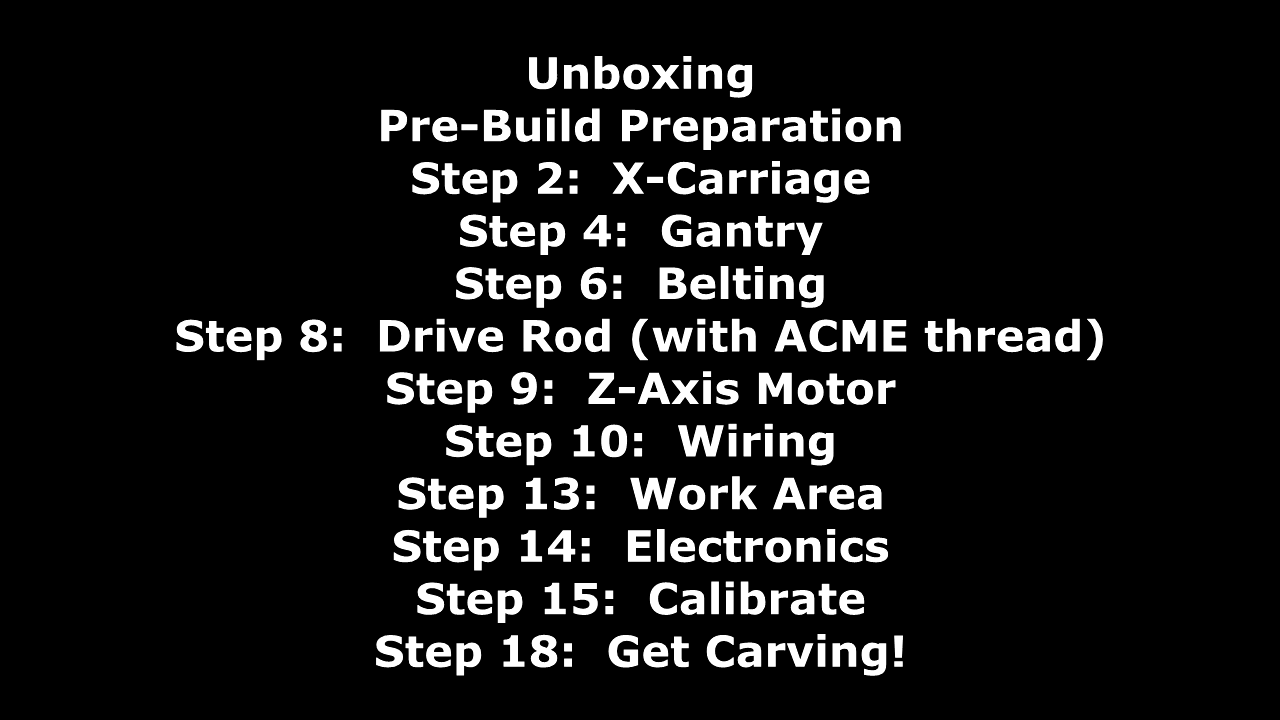 Unboxing
Pre-Build Preparation
Step 2:  X-Carriage
Step 4:  Gantry
Step 6:  Belting
Step 8:  Drive Rod (with ACME thread)
Step 9:  Z-Axis Motor
Step 10:  Wiring
Step 13:  Work Area
Step 14:  Electronics
Step 15:  Calibrate
Step 18:  Get Carving!